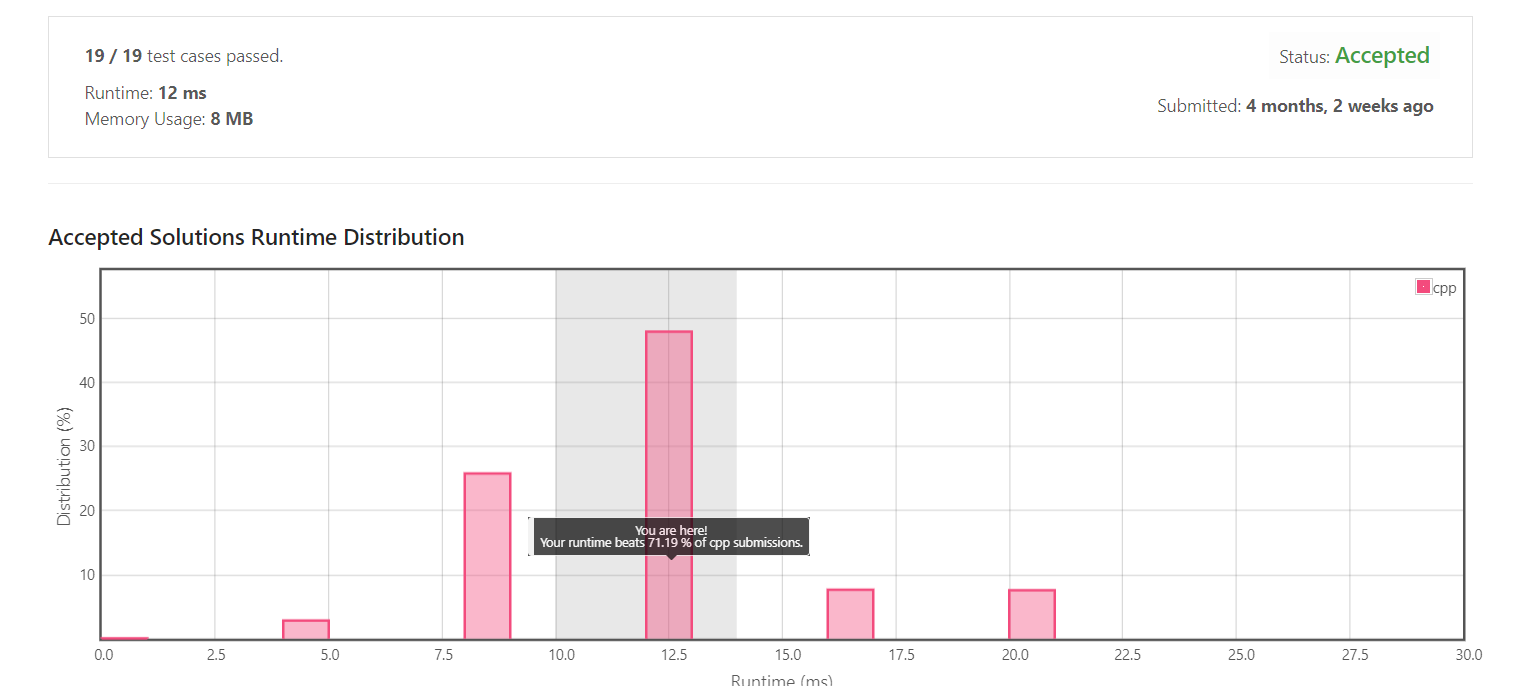 19 / 19 test cases passed.
Status: Accepted
Runtime: 12 ms
Memory Usage: 8 MB
Submitted: 4 months, 2 weeks ago
Accepted Solutions Runtime Distribution
cpp
50
40
30
20
10
Distribution (%)
You are here!
Your runtime beats 71.19 % of cpp submissions.
0.0 2.5 5.0 7.5 10.0 12.5 15.0 17.5 20.0 22.5 25.0 27.5 30.0
Runtime (ms)